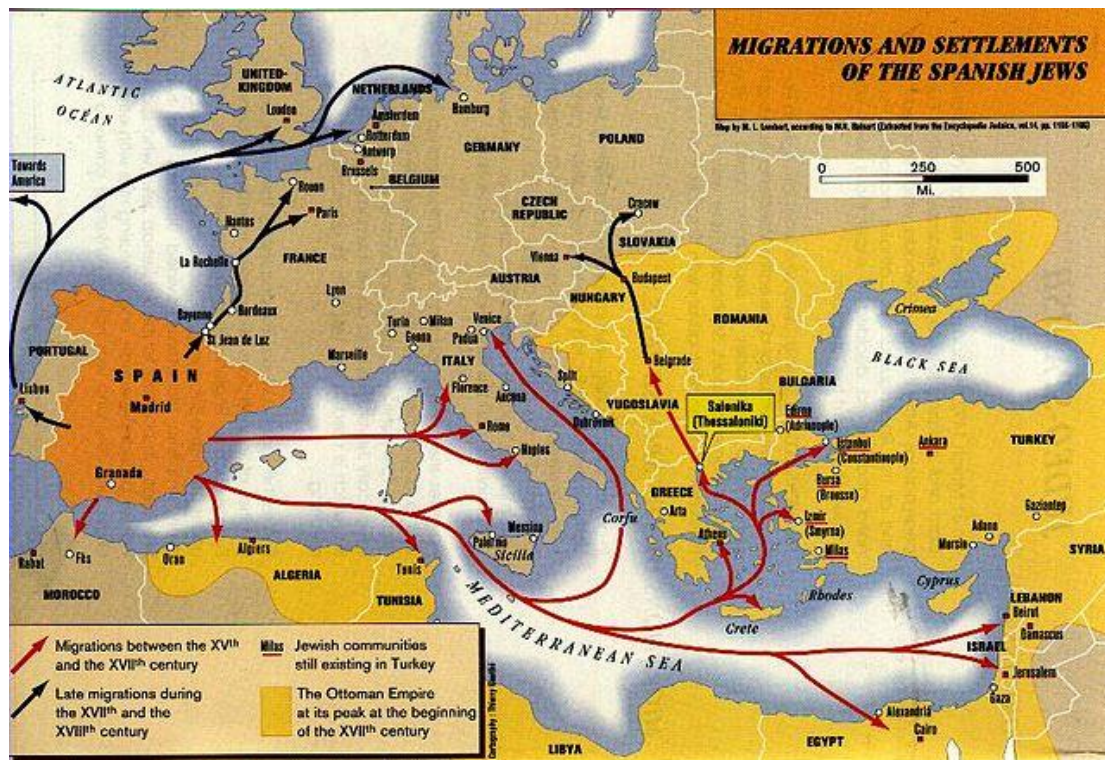 MIGRATIONS AND SETTLEMENTS
OF THE SPANISH JEWS
0 250 500
Mi.
ATLANTIC
OCÉAN
Towards
America
UNITED-
KINGDOM
London
NETHERLANDS
Amsterdam
Rotterdam
Antwerp
Brussels
BELGIUM
Hamburg
GERMANY
POLAND
CZECH
REPUBLIC
Cracow
SLOVAKIA
Vienna
AUSTRIA
Budapest
HUNGARY
ROMANIA
Crimea
Rouen
Paris
Nantes
La Rochelle
FRANCE
Lyon
Bordeaux
Bayonne
St Jean de Luz
Marseille
Turin
Milan
Genoa
Venice
Padua
ITALY
Florence
Ancona
Rome
Naples
Split
Dubrovnik
YUGOSLAVIA
Belgrade
BULGARIA
BLACK SEA
Salonika
(Thessaloniki)
Edirna
(Adrianople)
Istanbul
(Constantinople)
Bursa
(Brousse)
Ankara
TURKEY
Izmir
(Smyrna)
Milas
Gaziantep
Adana
Mersin
SYRIA
PORTUGAL
Lisbon
SPAIN
Madrid
Granada
GREECE
Arta
Athens
Corfu
Messina
Palermo
Sicilia
Rhodes
Cyprus
Crete
LEBANON
Beirut
Damascus
ISRAEL
Jerusalem
Gaza
Rabat
Fès
MOROCCO
Oran
Algiers
ALGERIA
Tunis
TUNISIA
MEDITERRANEAN SEA
LIBYA
Alexandria
EGYPT
Cairo
Migrations between the XVth
and the XVIIth century
Late migrations during
the XVIIth and the
XVIIIth century
Milas Jewish communities
still existing in Turkey
The Ottoman Empire
at its peak at the beginning
of the XVIIth century